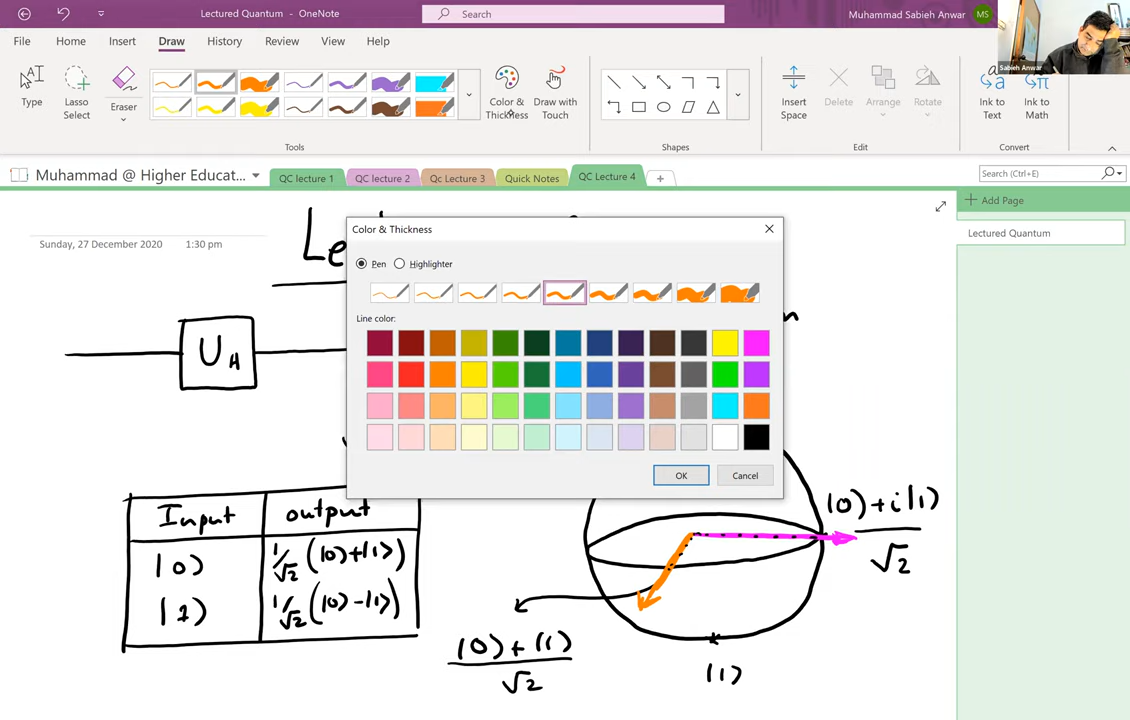 Lectured Quantum - OneNote
Search
Muhammad Sabieh Anwar
MS
Sabieh Anwar
File Home Insert Draw History Review View Help
Type
Lasso Select
Eraser
Color & Thickness
Draw with Touch
Insert Space
Delete
Arrange
Rotate
Ink to Text
Ink to Math
Tools
Shapes
Edit
Convert
Muhammad @ Higher Educat...
QC lecture 1
QC lecture 2
Qc Lecture 3
Quick Notes
QC Lecture 4
Search (Ctrl+E)
Add Page
Lectured Quantum
Sunday, 27 December 2020 1:30 pm
Le
Color & Thickness
Pen
Highlighter
Line color:
OK
Cancel
n
U_H
Input output
|0⟩ 1/√2 (|0⟩+|1⟩)
|1⟩ 1/√2 (|0⟩-|1⟩)
|0⟩+i|1⟩
√2
|0⟩ + |1⟩
√2
|1⟩